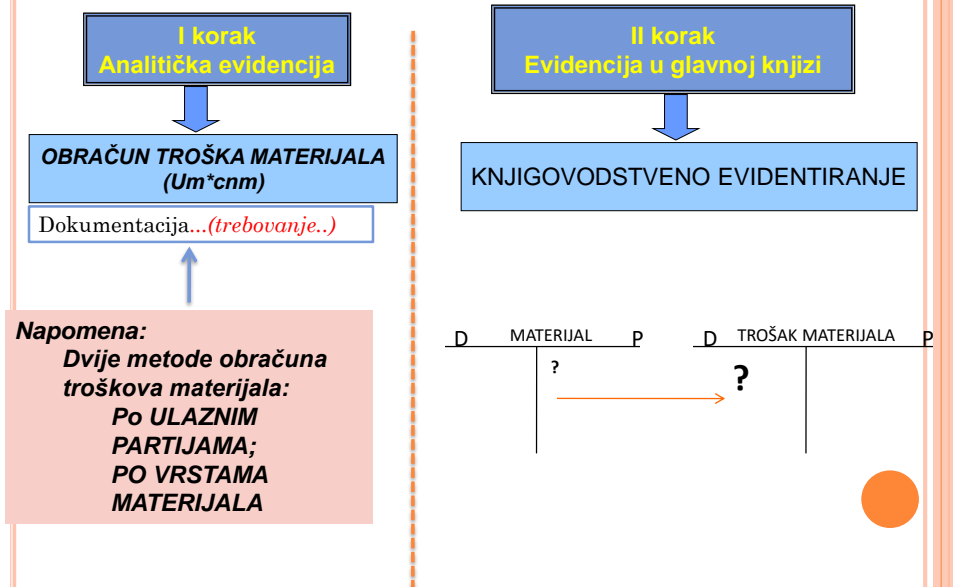 I korak
Analitička evidencija
OBRAČUN TROŠKA MATERIJALA
(Um*cnm)
Dokumentacija...(trebovanje..)
Napomena:
Dvije metode obračuna
troškova materijala:
Po ULAZNIM
PARTIJAMA;
PO VRSTAMA
MATERIJALA
II korak
Evidencija u glavnoj knjizi
KNJIGOVODSTVENO EVIDENTIRANJE
D MATERIJAL P
?
D TROŠAK MATERIJALA P
?